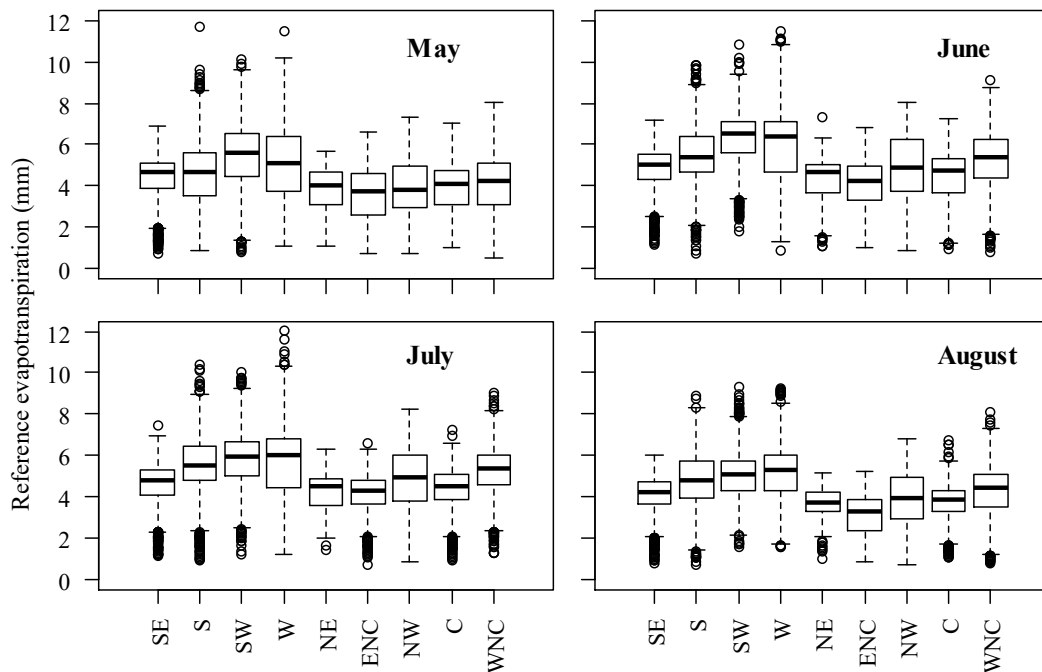 Reference evapotranspiration (mm)
May
12
10
8
6
4
2
0
June
July
12
10
8
6
4
2
0
August
SE
S
SW
W
NE
ENC
NW
C
WNC
SE
S
SW
W
NE
ENC
NW
C
WNC